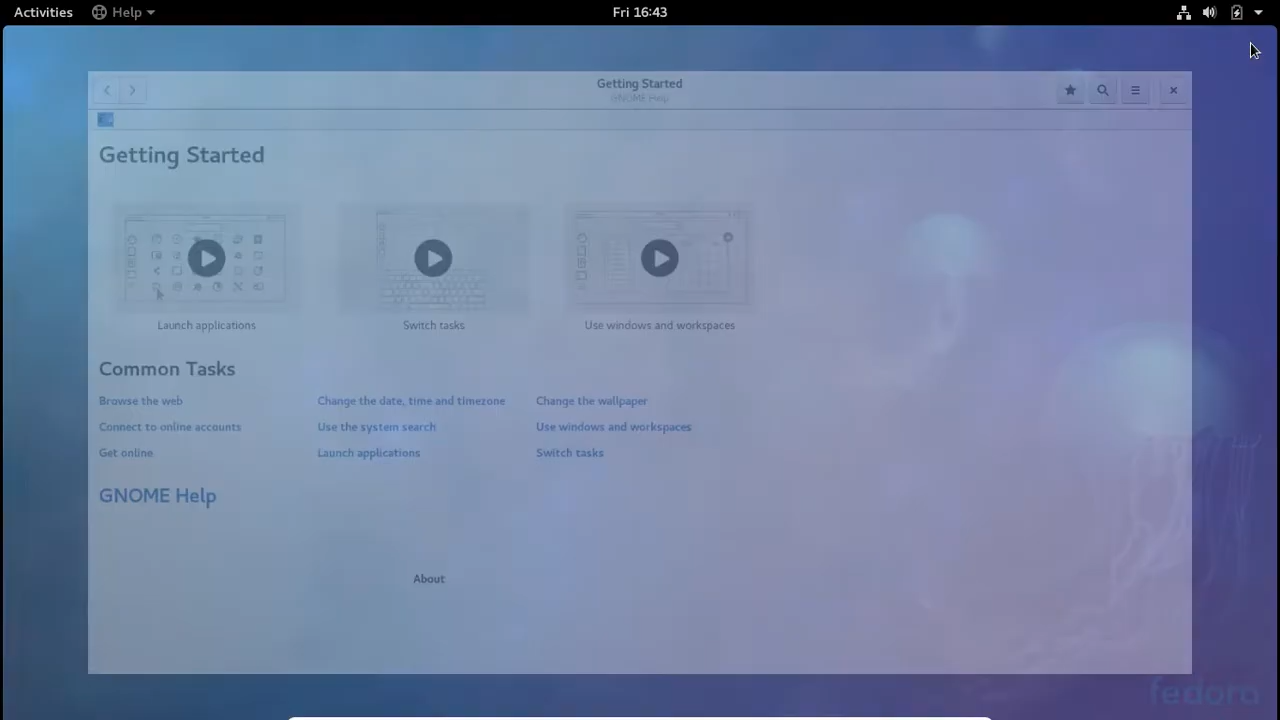 Activities Help Fri 16:43
Getting Started
GNOME Help
Getting Started
Launch applications Switch tasks Use windows and workspaces
Common Tasks
Browse the web Change the date, time and timezone Change the wallpaper
Connect to online accounts Use the system search Use windows and workspaces
Get online Launch applications Switch tasks
GNOME Help
About
fedora